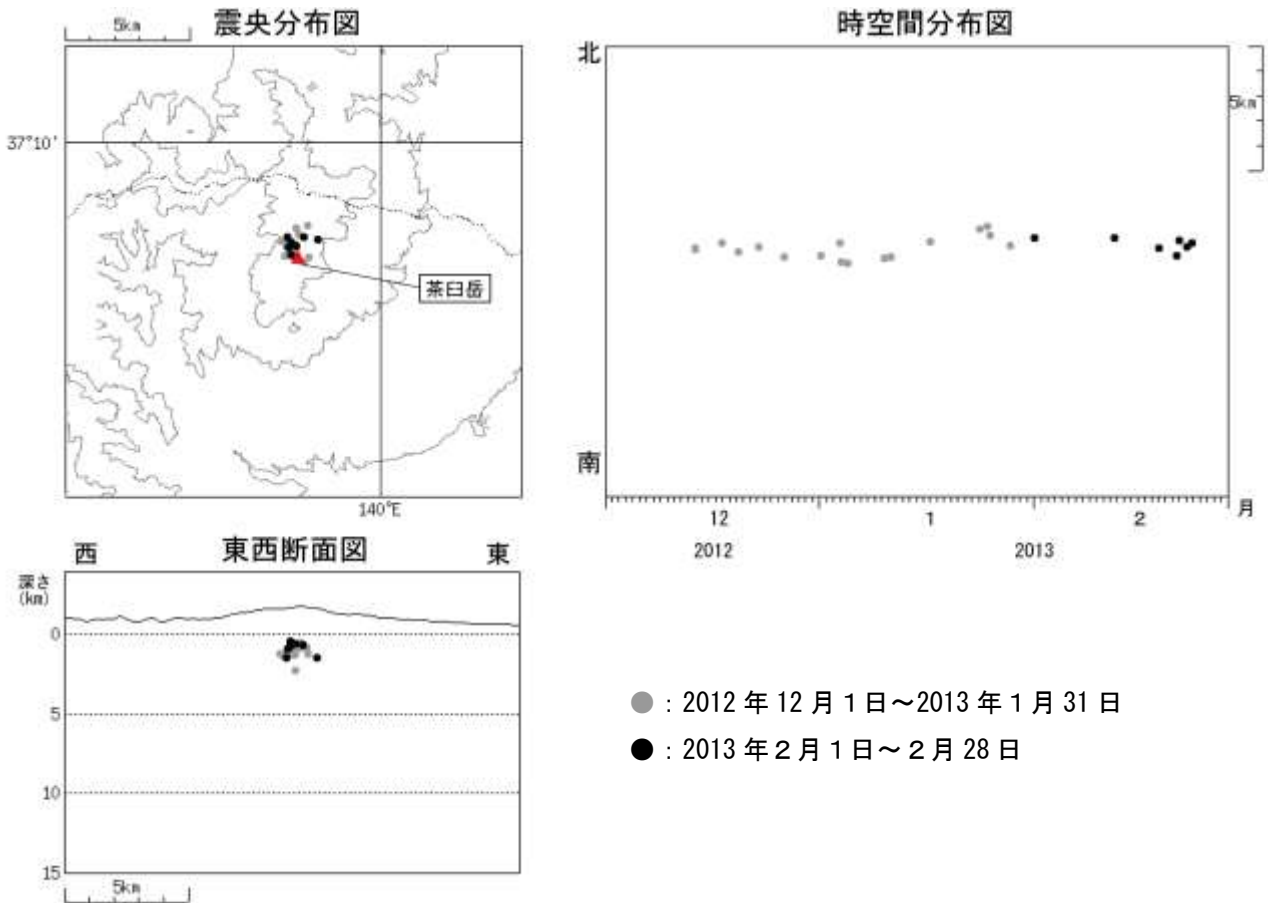 震央分布図
5km
37°10'
茶臼岳
140°E
時空間分布図
北
5km
南
12
1
2
月
2012
2013
東西断面図
西
東
深さ
(km)
0
5
10
15
5km
●：2012 年 12 月 1 日～2013 年 1 月 31 日
●：2013 年２月１日～２月 28 日